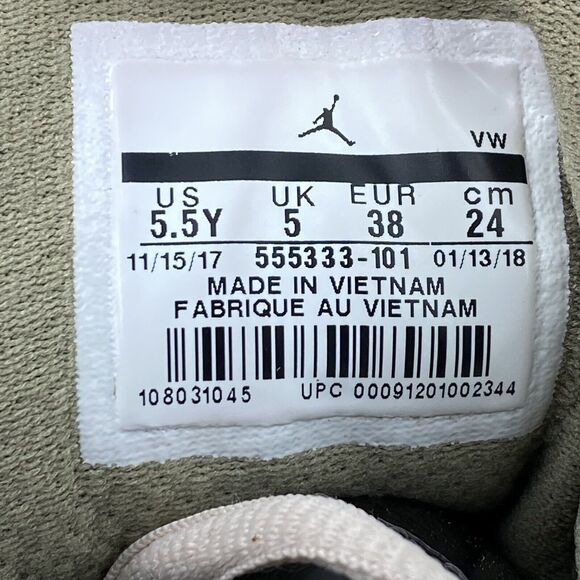 VW
US UK EUR cm
5.5Y 5 38 24
11/15/17 555333-101 01/13/18
MADE IN VIETNAM
FABRIQUE AU VIETNAM
108031045 UPC 00091201002344